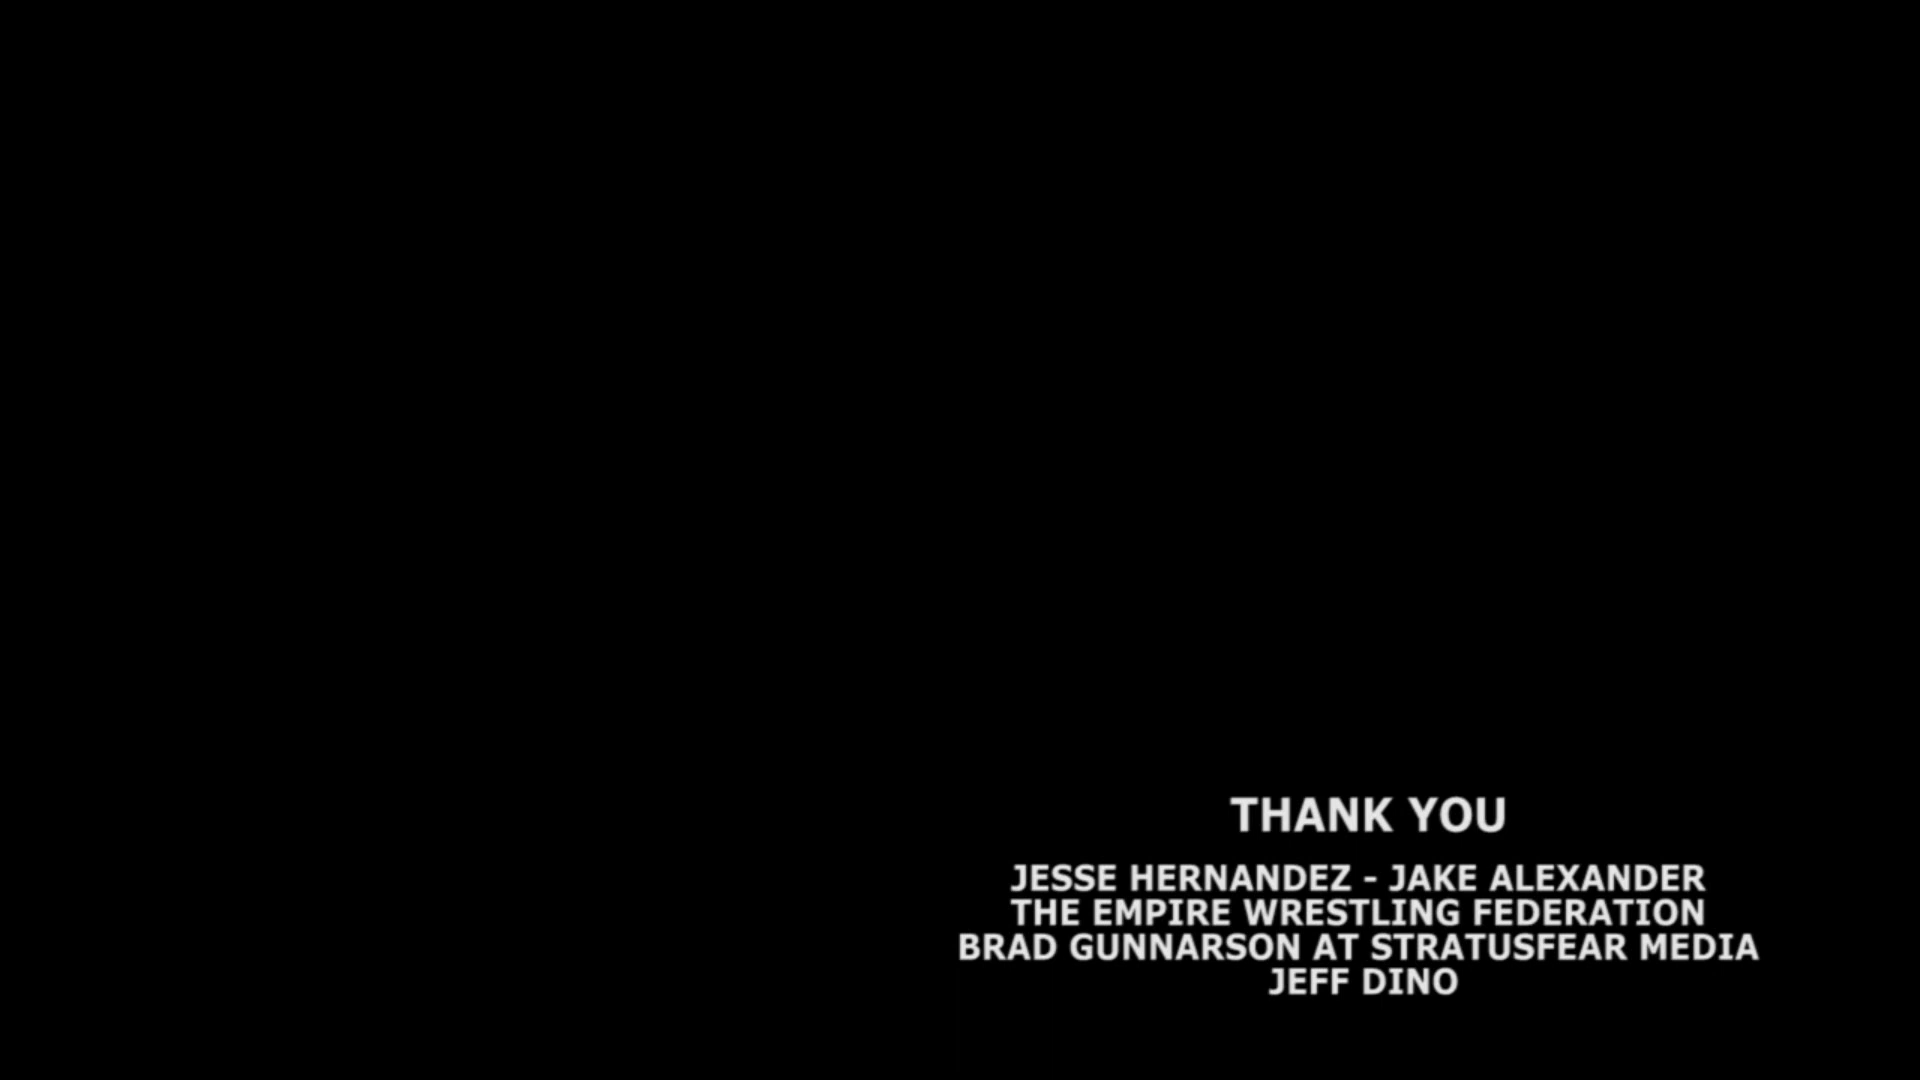 THANK YOU
JESSE HERNANDEZ - JAKE ALEXANDER
THE EMPIRE WRESTLING FEDERATION
BRAD GUNNARSON AT STRATUSFEAR MEDIA
JEFF DINO